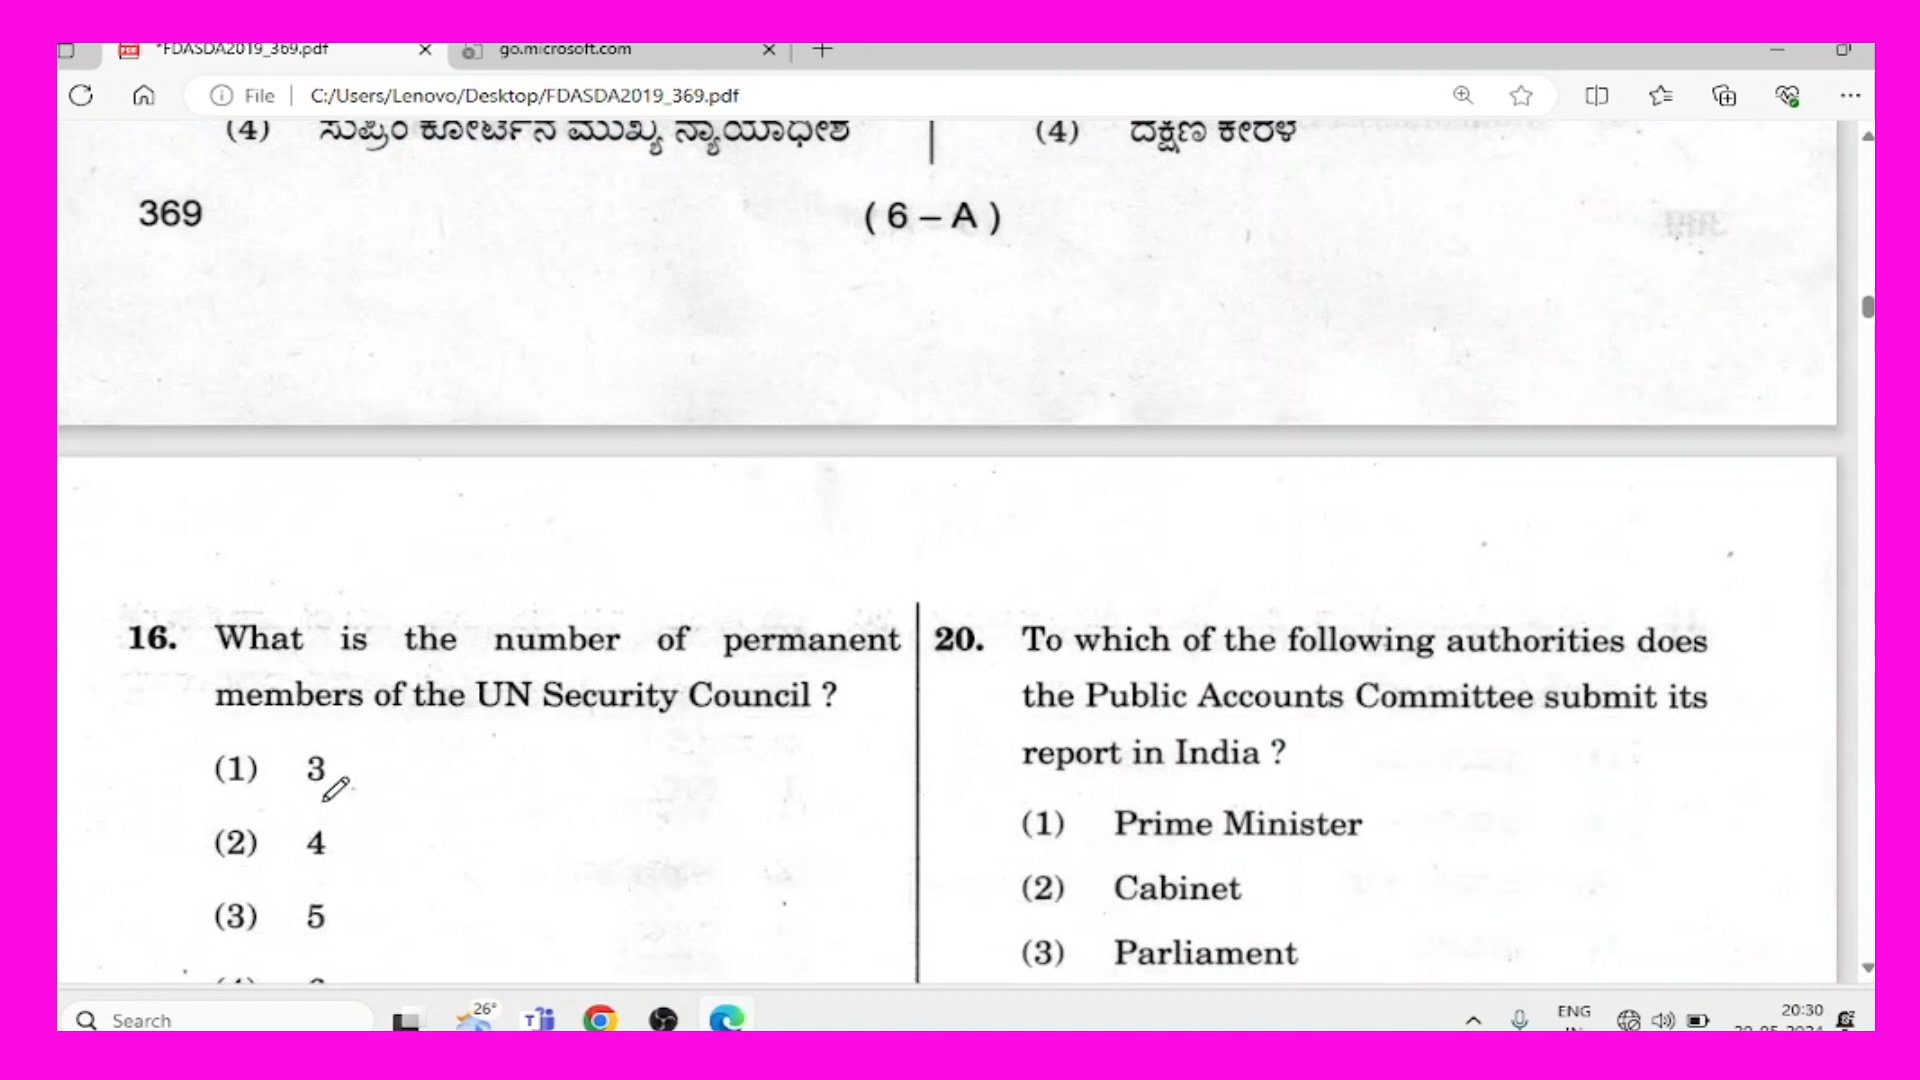 *FDASDA2019_369.pdf
go.microsoft.com
File
C:/Users/Lenovo/Desktop/FDASDA2019_369.pdf
(4) ಸುಪ್ರಿಂ ಕೋರ್ಟಿನ ಮುಖ್ಯ ನ್ಯಾಯಾಧೀಶ
(4) ದಕ್ಷಿಣ ಕೇರಳ
369
( 6 – A )
16. What is the number of permanent
members of the UN Security Council ?
(1) 3
(2) 4
(3) 5
20. To which of the following authorities does
the Public Accounts Committee submit its
report in India ?
(1) Prime Minister
(2) Cabinet
(3) Parliament
Search
26°
ENG
20:30